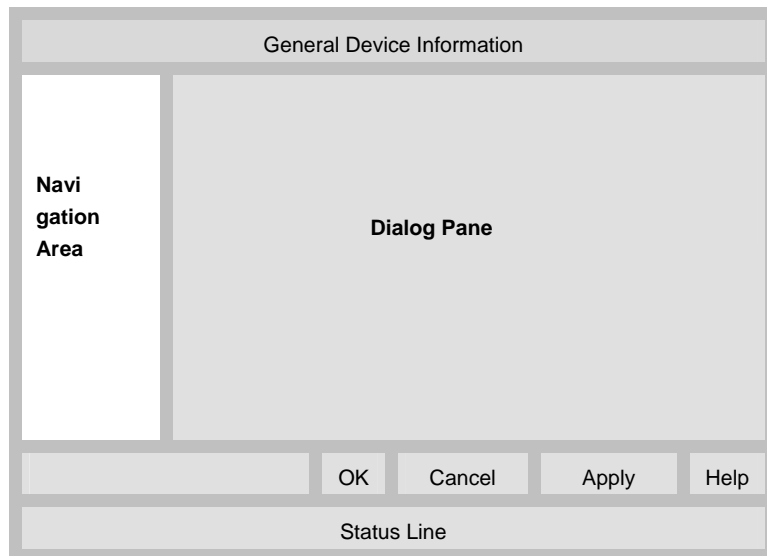 General Device Information
Navi
gation
Area
Dialog Pane
OK Cancel Apply Help
Status Line